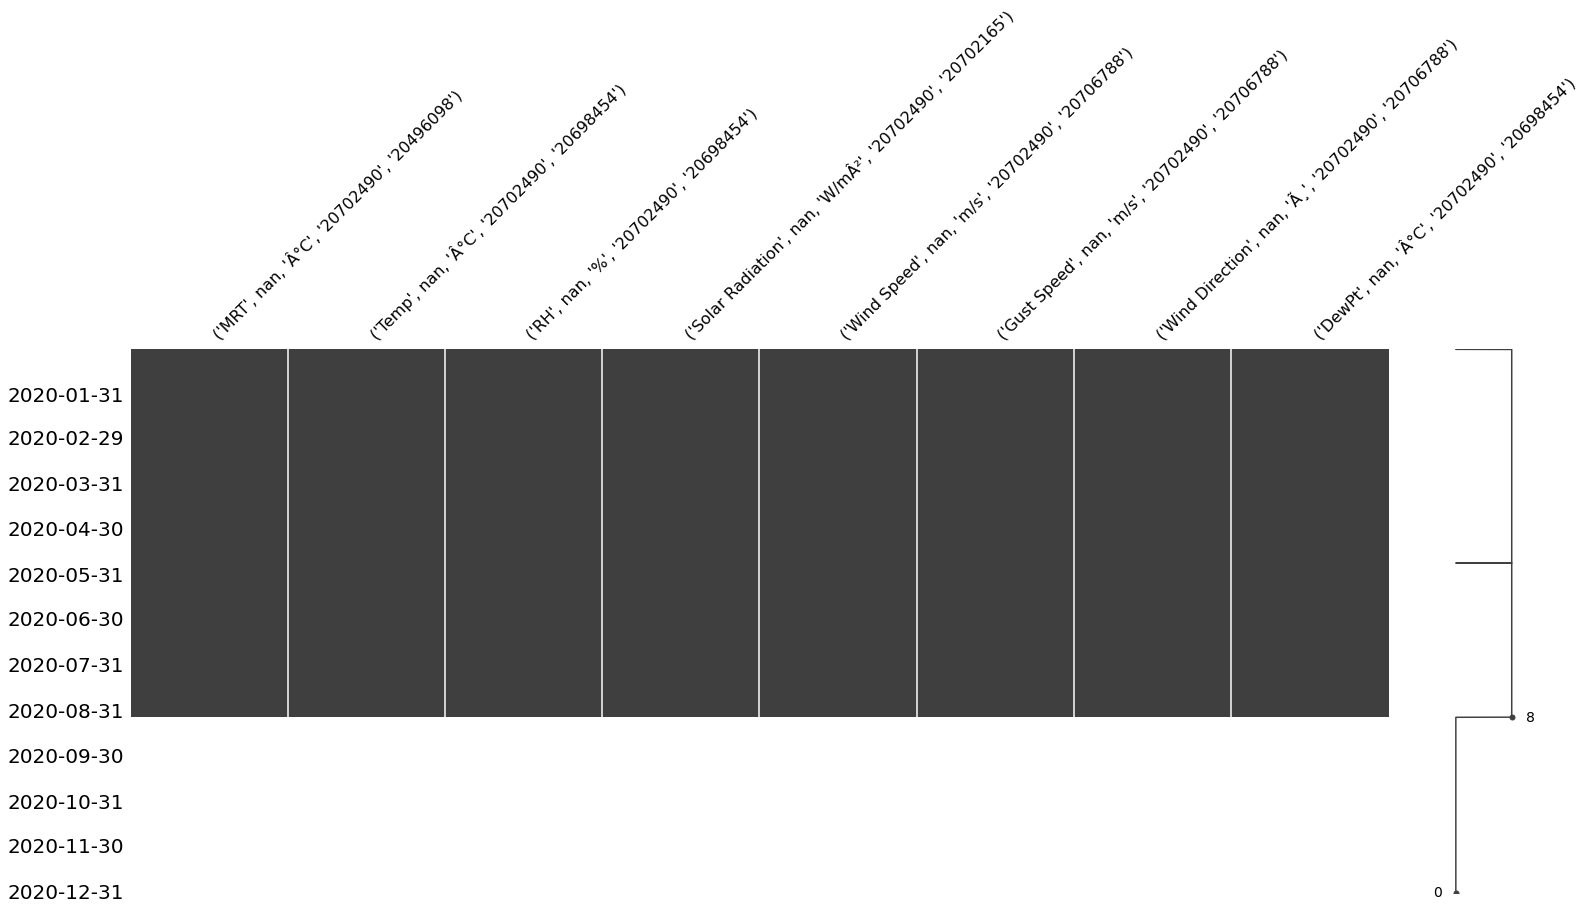 ('MRT', nan, 'Â°C', '20702490', '20496098')
('Temp', nan, 'Â°C', '20702490', '20698454')
('RH', nan, '%', '20702490', '20698454')
('Solar Radiation', nan, 'W/mÂ²', '20702490', '20702165')
('Wind Speed', nan, 'm/s', '20702490', '20706788')
('Gust Speed', nan, 'm/s', '20702490', '20706788')
('Wind Direction', nan, 'Ã¸', '20702490', '20706788')
('DewPt', nan, 'Â°C', '20702490', '20698454')
2020-01-31
2020-02-29
2020-03-31
2020-04-30
2020-05-31
2020-06-30
2020-07-31
2020-08-31
8
2020-09-30
2020-10-31
2020-11-30
2020-12-31
0